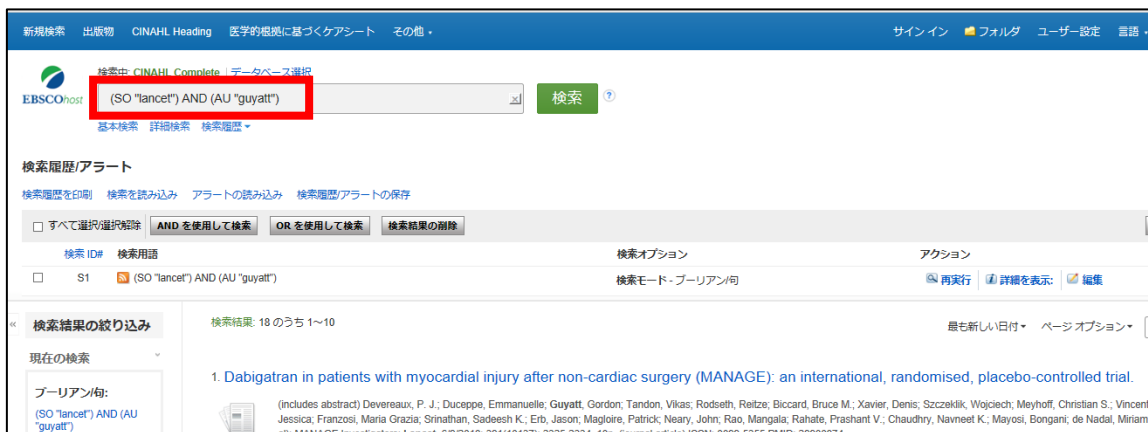 新規検索 出版物 CINAHL Heading 医学的根拠に基づくケアシート その他 サイン イン フォルダ ユーザー設定 言語
検索中: CINAHL Complete データベース選択
EBSCOhost (SO "lancet") AND (AU "guyatt") 検索
基本検索 詳細検索 検索履歴
検索履歴/アラート
検索履歴を印刷 検索を読み込み アラートの読み込み 検索履歴/アラートの保存
すべて選択/選択解除 AND を使用して検索 OR を使用して検索 検索結果の削除
検索 ID# 検索用語 検索オプション アクション
S1 (SO "lancet") AND (AU "guyatt") 検索モード - ブーリアン/句 再実行 詳細を表示: 編集
« 検索結果の絞り込み 検索結果: 18 のうち 1～10 最も新しい日付 ページ オプション
現在の検索
1. Dabigatran in patients with myocardial injury after non-cardiac surgery (MANAGE): an international, randomised, placebo-controlled trial.
ブーリアン/句:
(SO "lancet") AND (AU "guyatt")
(includes abstract) Devereaux, P. J.; Duceppe, Emmanuelle; Guyatt, Gordon; Tandon, Vikas; Rodseth, Reitze; Biccard, Bruce M.; Xavier, Denis; Szczeklik, Wojciech; Meyhoff, Christian S.; Vincent
Jessica; Franzosi, Maria Grazia; Srinathan, Sadeesh K.; Erb, Jason; Magloire, Patrick; Neary, John; Rao, Mangala; Rahate, Prashant V.; Chaudhry, Navneet K.; Mayosi, Bongani; de Nadal, Miriam